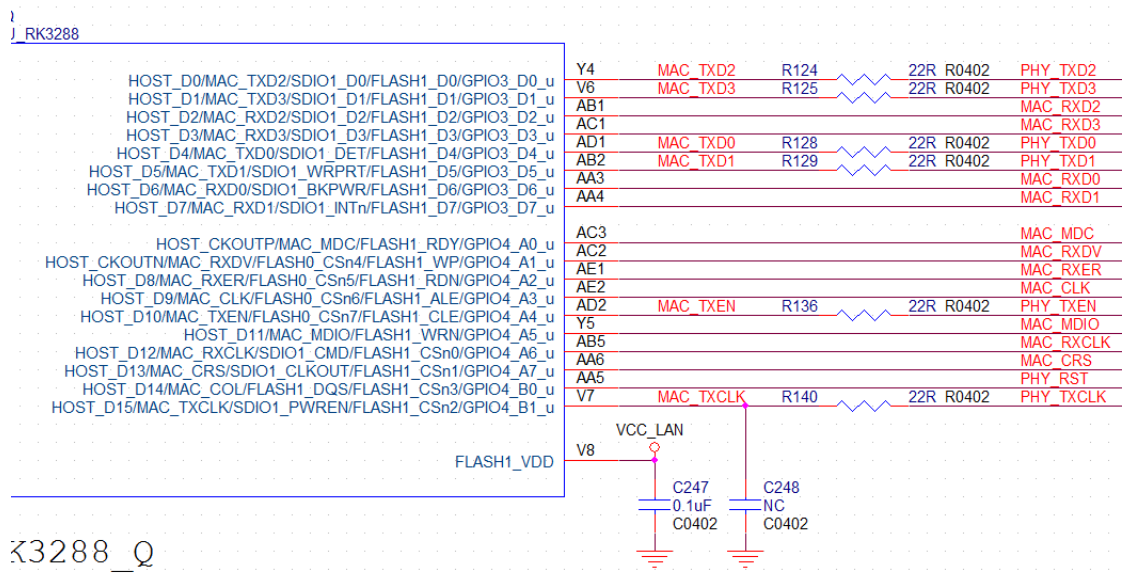 U_RK3288
HOST_D0/MAC_TXD2/SDIO1_D0/FLASH1_D0/GPIO3_D0_u Y4 MAC_TXD2 R124 22R R0402 PHY_TXD2
HOST_D1/MAC_TXD3/SDIO1_D1/FLASH1_D1/GPIO3_D1_u V6 MAC_TXD3 R125 22R R0402 PHY_TXD3
HOST_D2/MAC_RXD2/SDIO1_D2/FLASH1_D2/GPIO3_D2_u AB1 MAC_RXD2
HOST_D3/MAC_RXD3/SDIO1_D3/FLASH1_D3/GPIO3_D3_u AC1 MAC_RXD3
HOST_D4/MAC_TXD0/SDIO1_DET/FLASH1_D4/GPIO3_D4_u AD1 MAC_TXD0 R128 22R R0402 PHY_TXD0
HOST_D5/MAC_TXD1/SDIO1_WRPRT/FLASH1_D5/GPIO3_D5_u AB2 MAC_TXD1 R129 22R R0402 PHY_TXD1
HOST_D6/MAC_RXD0/SDIO1_BKPWR/FLASH1_D6/GPIO3_D6_u AA3 MAC_RXD0
HOST_D7/MAC_RXD1/SDIO1_INTn/FLASH1_D7/GPIO3_D7_u AA4 MAC_RXD1
HOST_CKOUTP/MAC_MDC/FLASH1_RDY/GPIO4_A0_u AC3 MAC_MDC
HOST_CKOUTN/MAC_RXDV/FLASH0_CSn4/FLASH1_WP/GPIO4_A1_u AC2 MAC_RXDV
HOST_D8/MAC_RXER/FLASH0_CSn5/FLASH1_RDN/GPIO4_A2_u AE1 MAC_RXER
HOST_D9/MAC_CLK/FLASH0_CSn6/FLASH1_ALE/GPIO4_A3_u AE2 MAC_CLK
HOST_D10/MAC_TXEN/FLASH0_CSn7/FLASH1_CLE/GPIO4_A4_u AD2 MAC_TXEN R136 22R R0402 PHY_TXEN
HOST_D11/MAC_MDIO/FLASH1_WRN/GPIO4_A5_u Y5 MAC_MDIO
HOST_D12/MAC_RXCLK/SDIO1_CMD/FLASH1_CSn0/GPIO4_A6_u AB5 MAC_RXCLK
HOST_D13/MAC_CRS/SDIO1_CLKOUT/FLASH1_CSn1/GPIO4_A7_u AA6 MAC_CRS
HOST_D14/MAC_COL/FLASH1_DQS/FLASH1_CSn3/GPIO4_B0_u AA5 PHY_RST
HOST_D15/MAC_TXCLK/SDIO1_PWREN/FLASH1_CSn2/GPIO4_B1_u V7 MAC_TXCLK R140 22R R0402 PHY_TXCLK
VCC_LAN
FLASH1_VDD V8
C247 C248
0.1uF NC
C0402 C0402
K3288_Q